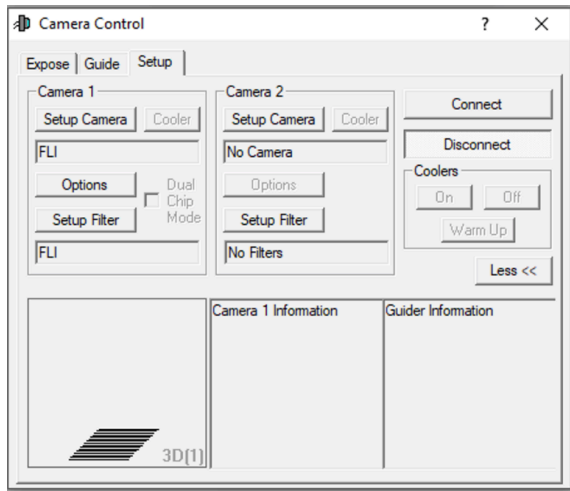 Camera Control
?
Expose Guide Setup
Camera 1
Setup Camera Cooler
FLI
Options
Dual
Chip
Mode
Setup Filter
FLI
Camera 2
Setup Camera Cooler
No Camera
Options
Setup Filter
No Filters
Connect
Disconnect
Coolers
On Off
Warm Up
Less <<
3D(1)
Camera 1 Information
Guider Information